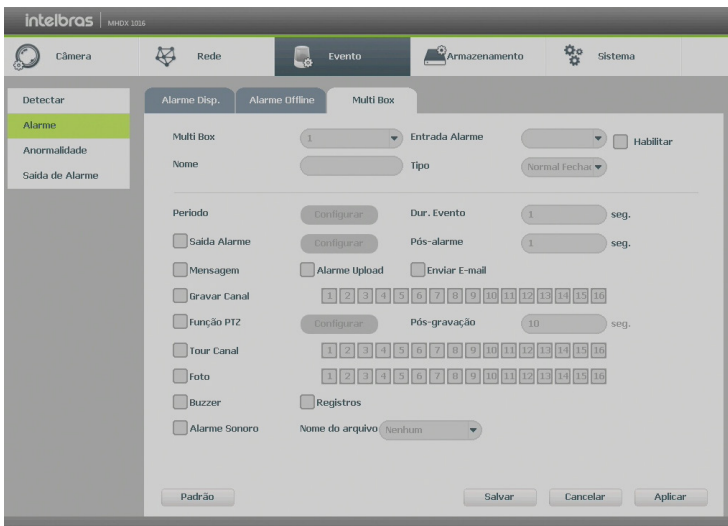 intelbras | MHDX 1016
Câmera Rede Evento Armazenamento Sistema
Detectar
Alarme
Anormalidade
Saída de Alarme
Alarme Disp. Alarme Offline Multi Box
Multi Box 1 Entrada Alarme Habilitar
Nome Tipo Normal Fechad
Período Configurar Dur. Evento 1 seg.
Saída Alarme Configurar Pós-alarme 1 seg.
Mensagem Alarme Upload Enviar E-mail
Gravar Canal 1 2 3 4 5 6 7 8 9 10 11 12 13 14 15 16
Função PTZ Configurar Pós-gravação 10 seg.
Tour Canal 1 2 3 4 5 6 7 8 9 10 11 12 13 14 15 16
Foto 1 2 3 4 5 6 7 8 9 10 11 12 13 14 15 16
Buzzer Registros
Alarme Sonoro Nome do arquivo Nenhum
Padrão Salvar Cancelar Aplicar